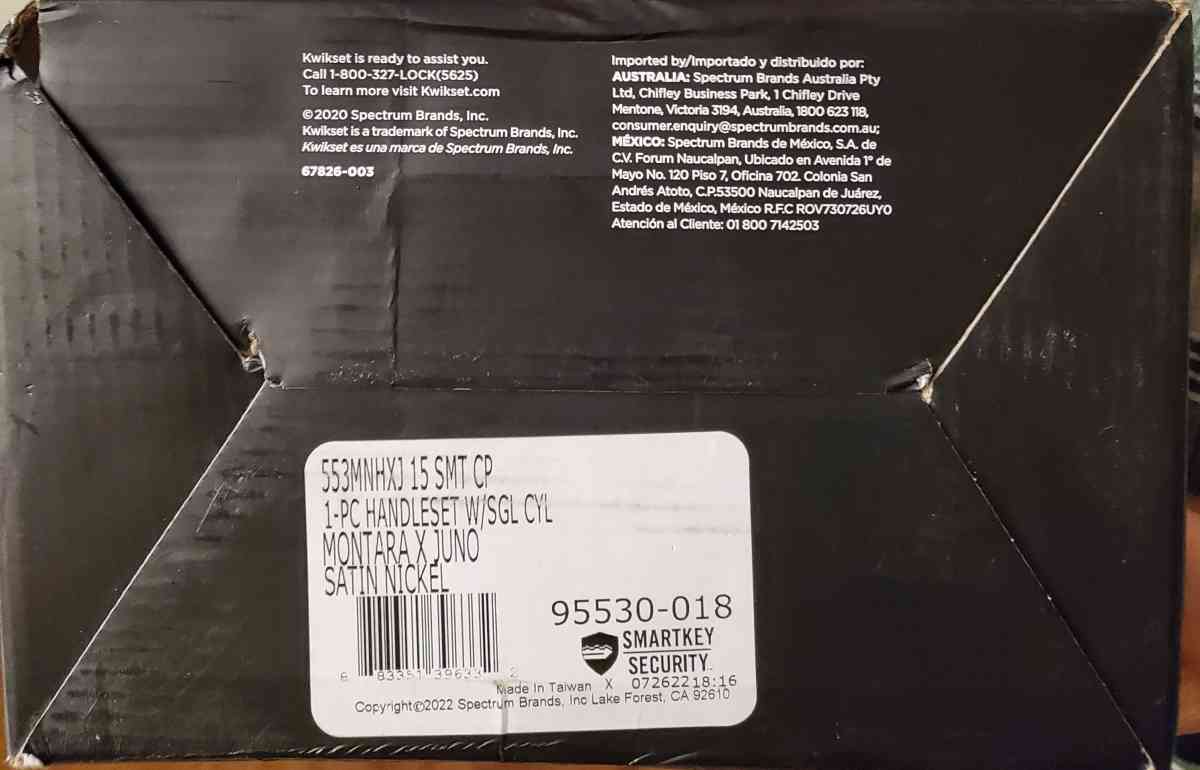 Kwikset is ready to assist you.
Call 1-800-327-LOCK(5625)
To learn more visit Kwikset.com
©2020 Spectrum Brands, Inc.
Kwikset is a trademark of Spectrum Brands, Inc.
Kwikset es una marca de Spectrum Brands, Inc.
67826-003
Imported by/Importado y distribuido por:
AUSTRALIA: Spectrum Brands Australia Pty
Ltd, Chifley Business Park, 1 Chifley Drive
Mentone, Victoria 3194, Australia, 1800 623 118,
consumer.enquiry@spectrumbrands.com.au;
MÉXICO: Spectrum Brands de México, S.A. de
C.V. Forum Naucalpan, Ubicado en Avenida 1° de
Mayo No. 120 Piso 7, Oficina 702. Colonia San
Andrés Atoto, C.P.53500 Naucalpan de Juárez,
Estado de México, México R.F.C ROV730726UY0
Atención al Cliente: 01 800 7142503
553MNHXJ 15 SMT CP
1-PC HANDLESET W/SGL CYL
MONTARA X JUNO
SATIN NICKEL
95530-018
SMARTKEY
SECURITY™
8 83351 39633 2
Made In Taiwan X 07262218:16
Copyright©2022 Spectrum Brands, Inc Lake Forest, CA 92610